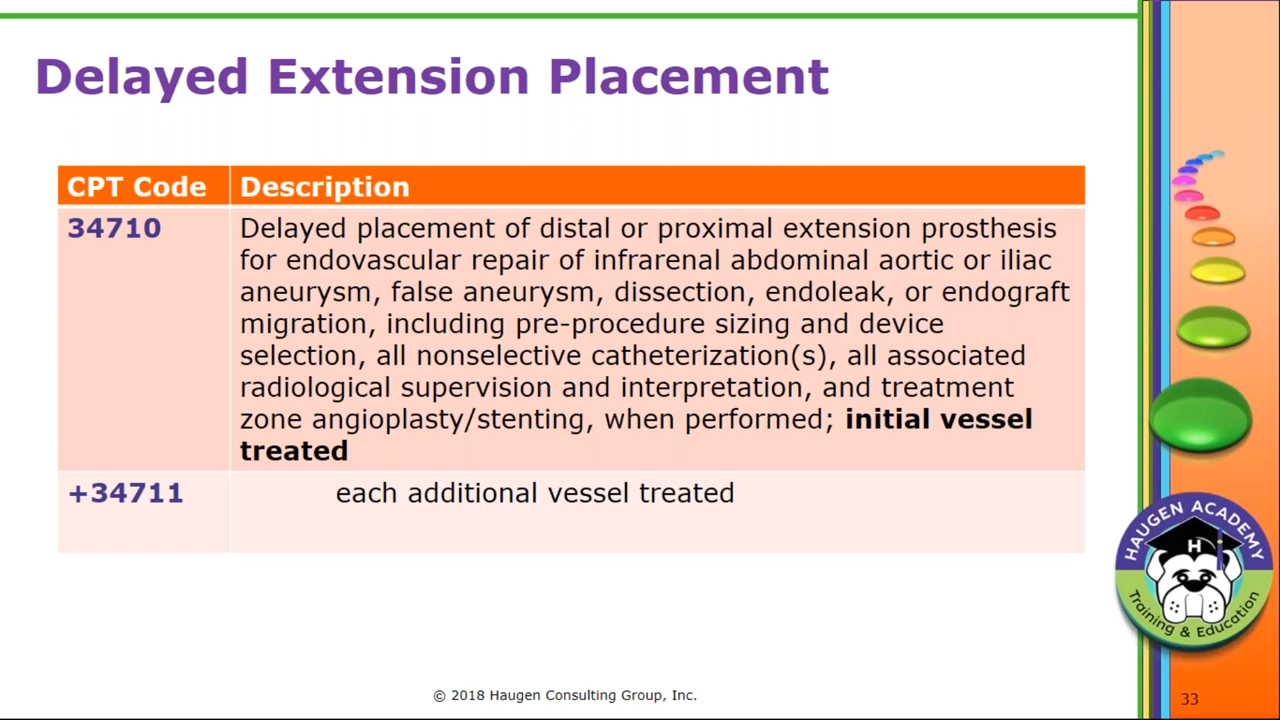 Delayed Extension Placement
CPT Code Description
34710 Delayed placement of distal or proximal extension prosthesis
for endovascular repair of infrarenal abdominal aortic or iliac
aneurysm, false aneurysm, dissection, endoleak, or endograft
migration, including pre-procedure sizing and device
selection, all nonselective catheterization(s), all associated
radiological supervision and interpretation, and treatment
zone angioplasty/stenting, when performed; initial vessel
treated
+34711 each additional vessel treated
HAUGEN ACADEMY
H
Training & Education
© 2018 Haugen Consulting Group, Inc.
33